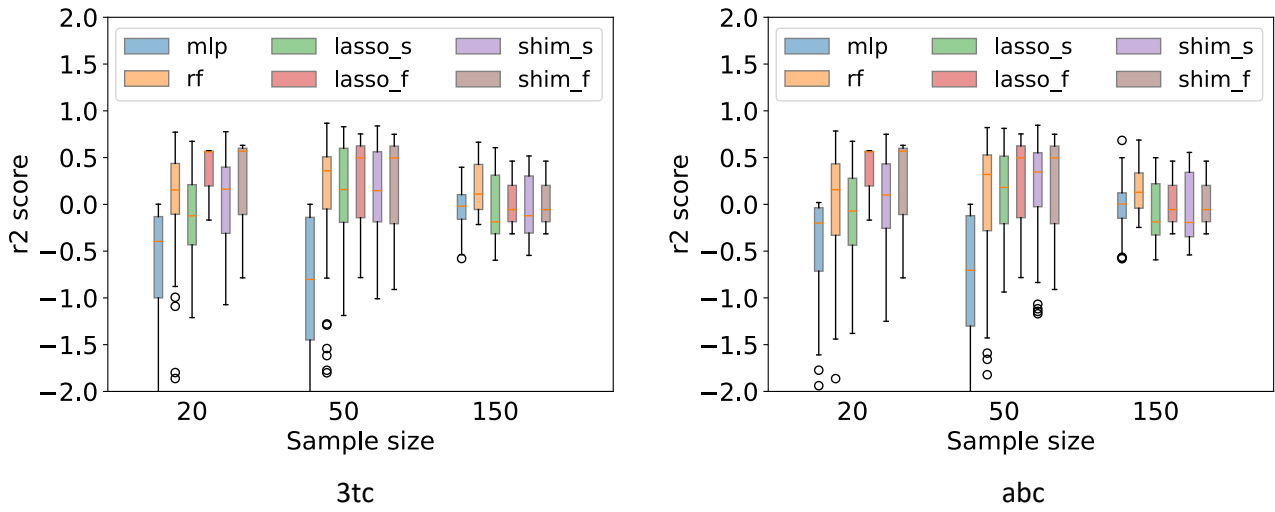 2.0
1.5
1.0
0.5
0.0
−0.5
−1.0
−1.5
−2.0
r2 score
mlp lasso_s shim_s
rf lasso_f shim_f
20 50 150
Sample size
3tc
2.0
1.5
1.0
0.5
0.0
−0.5
−1.0
−1.5
−2.0
r2 score
mlp lasso_s shim_s
rf lasso_f shim_f
20 50 150
Sample size
abc